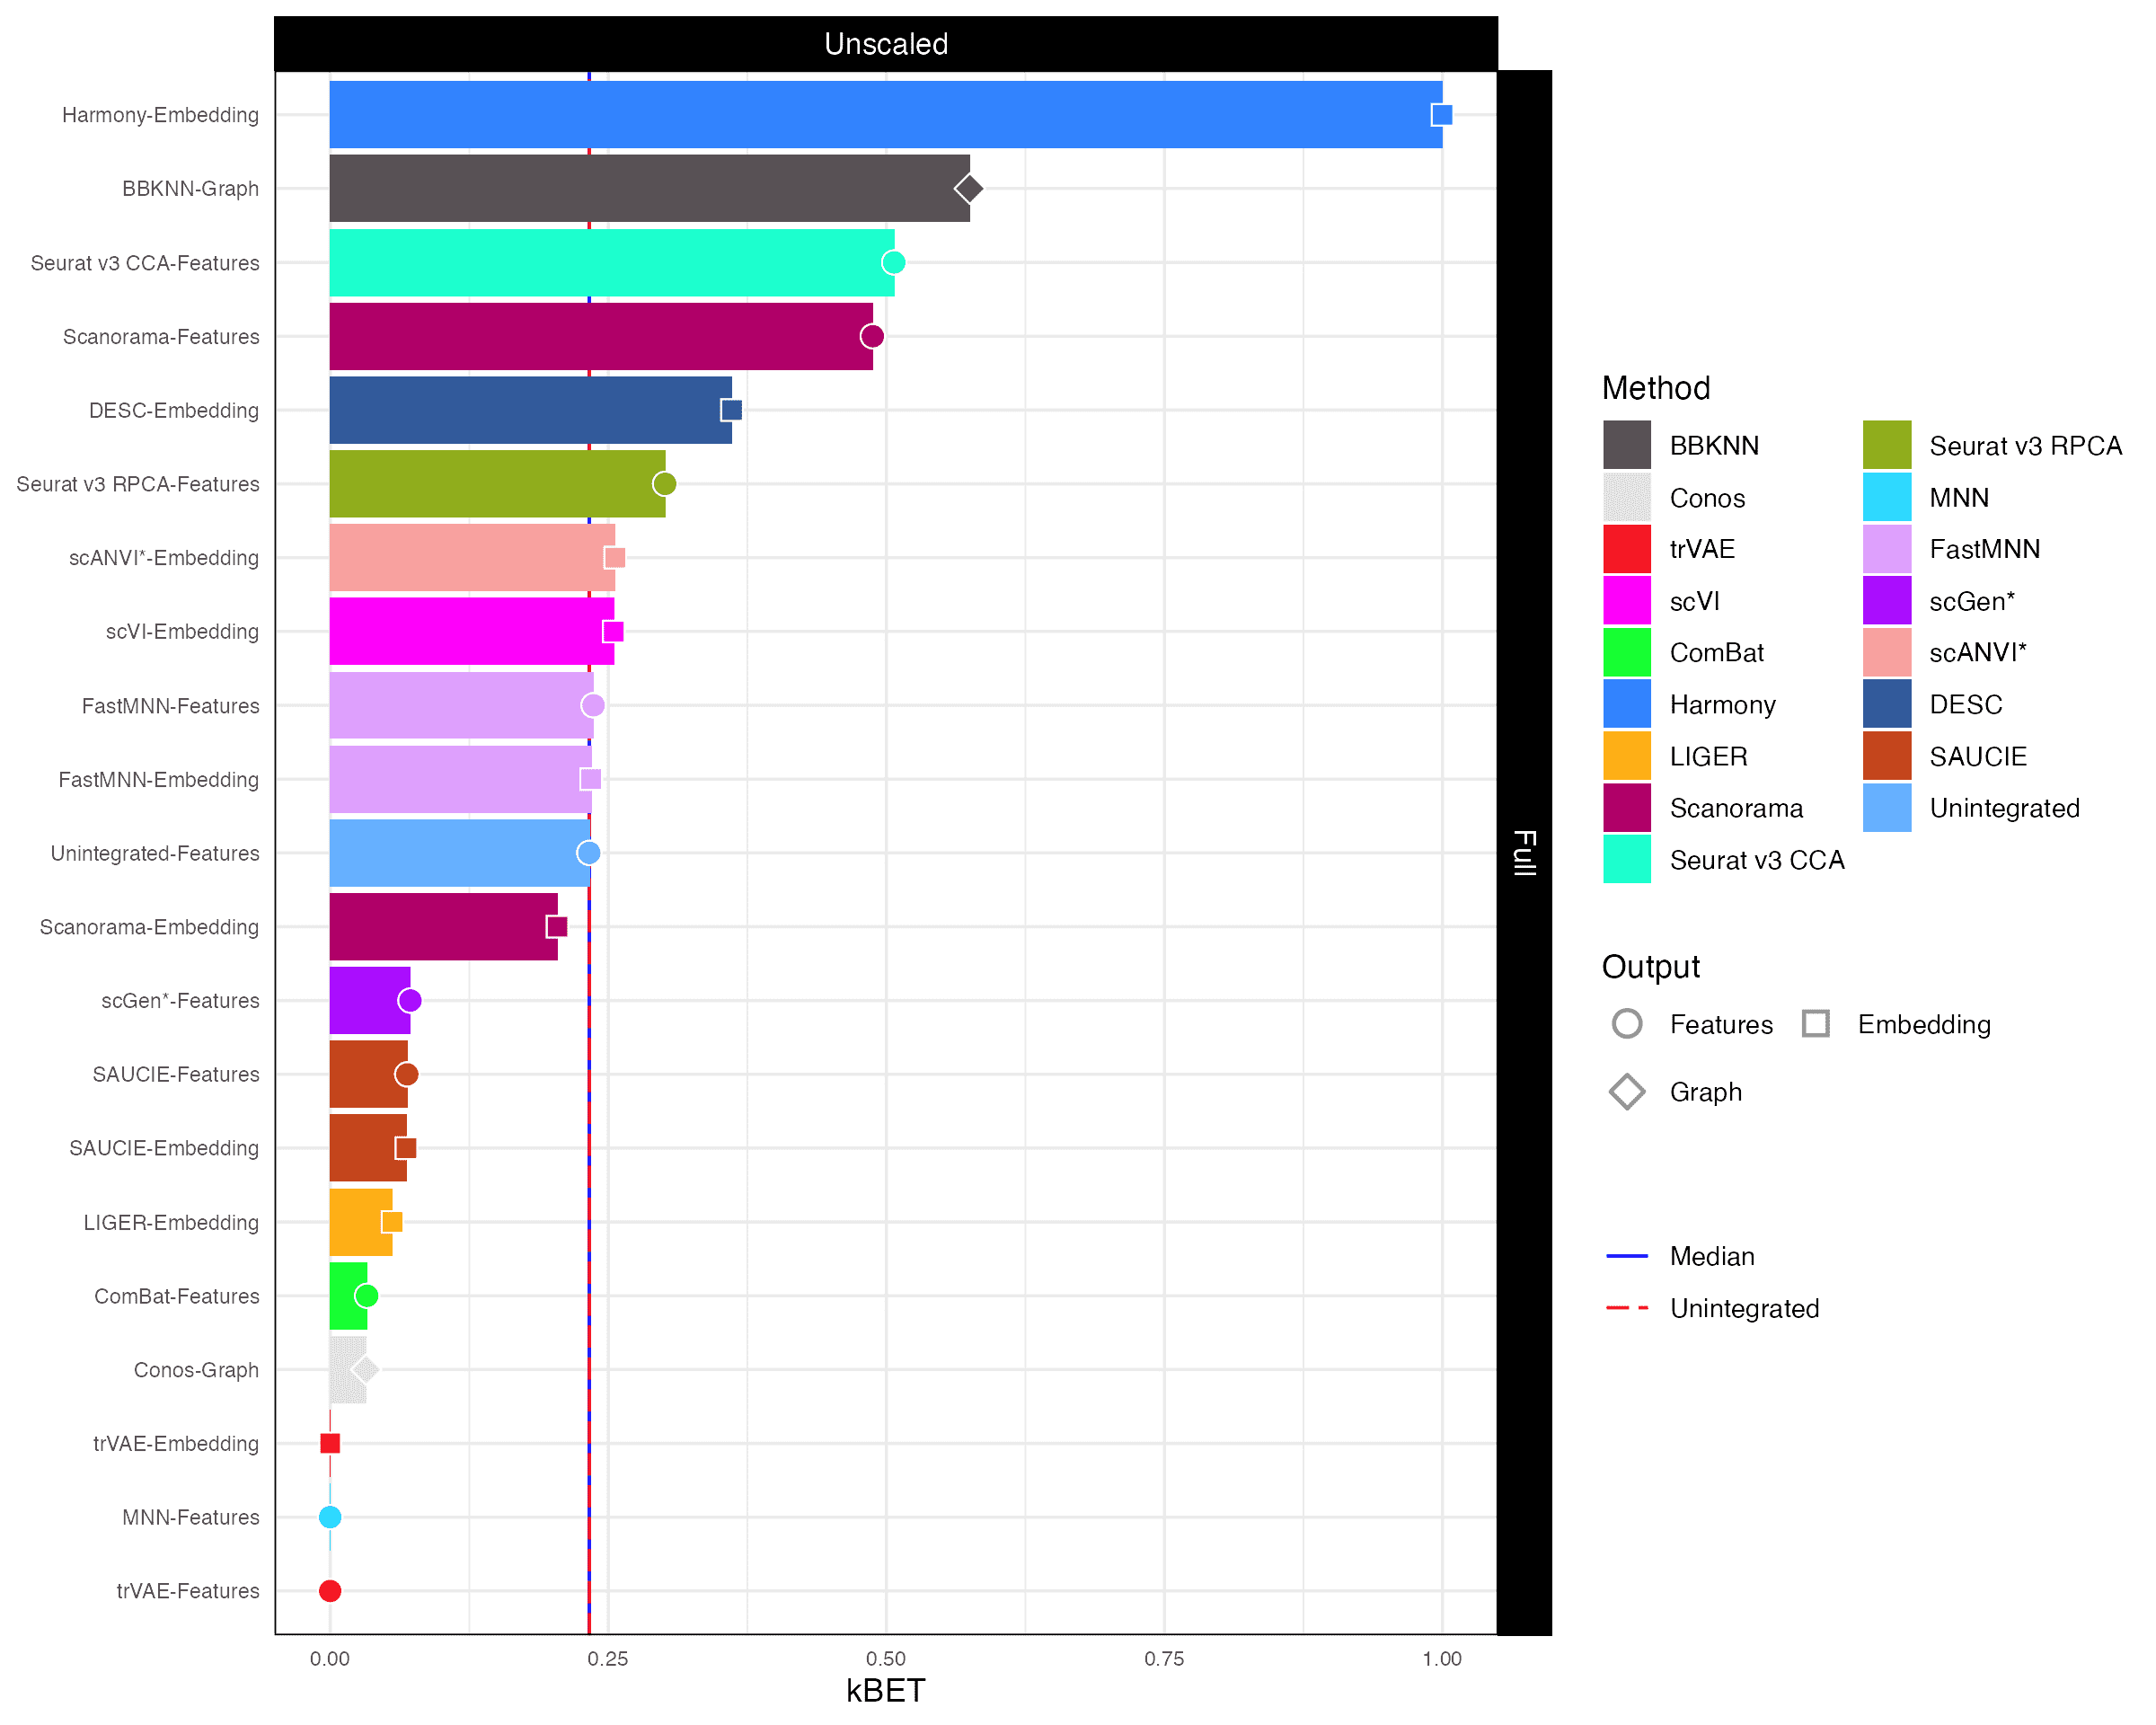 Unscaled
Harmony-Embedding
BBKNN-Graph
Seurat v3 CCA-Features
Scanorama-Features
DESC-Embedding
Seurat v3 RPCA-Features
scANVI*-Embedding
scVI-Embedding
FastMNN-Features
FastMNN-Embedding
Unintegrated-Features
Scanorama-Embedding
scGen*-Features
SAUCIE-Features
SAUCIE-Embedding
LIGER-Embedding
ComBat-Features
Conos-Graph
trVAE-Embedding
MNN-Features
trVAE-Features
0.00 0.25 0.50 0.75 1.00
kBET
Full
Method
BBKNN
Conos
trVAE
scVI
ComBat
Harmony
LIGER
Scanorama
Seurat v3 CCA
Seurat v3 RPCA
MNN
FastMNN
scGen*
scANVI*
DESC
SAUCIE
Unintegrated
Output
Features Embedding
Graph
Median
Unintegrated